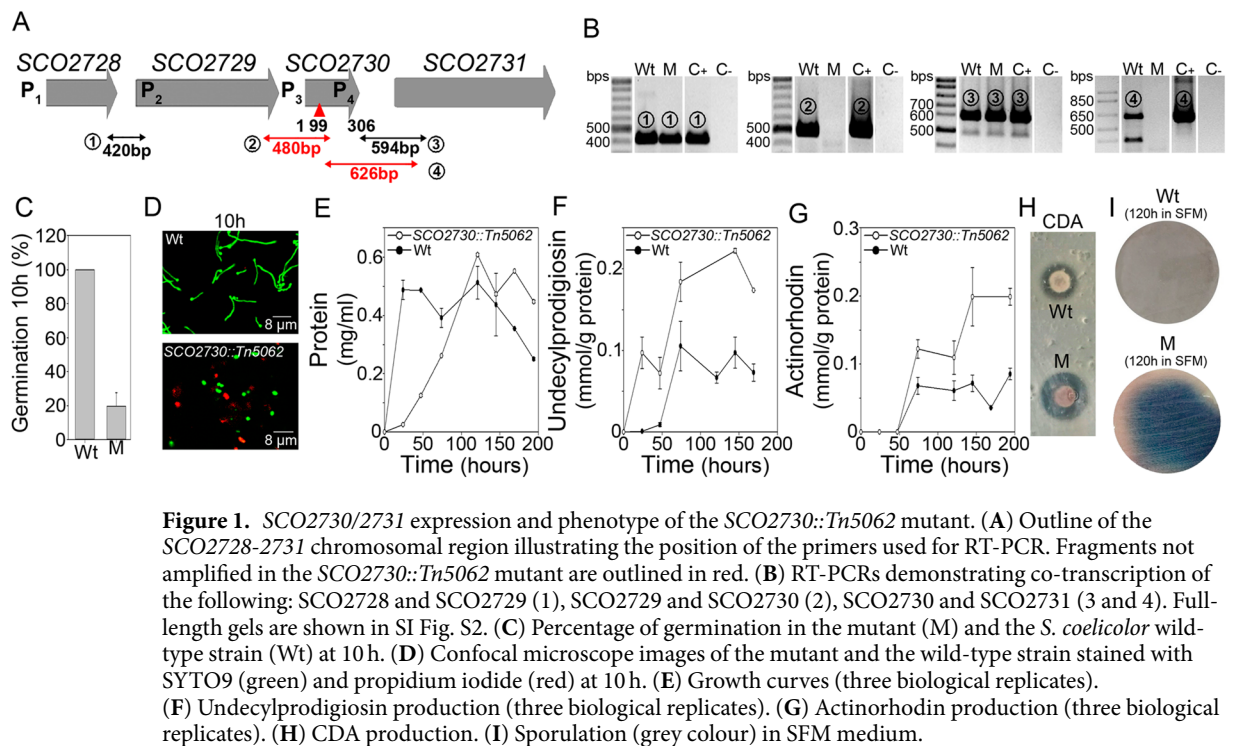 A
SCO2728 SCO2729 SCO2730 SCO2731
P1 P2 P3 P4
1 99 306
① 420bp ② 480bp 594bp ③
626bp ④
B
bps Wt M C+ C-
① ① ①
500
400
bps Wt M C+ C-
② ②
500
400
bps Wt M C+ C-
③ ③ ③
700
600
500
bps Wt M C+ C-
④ ④
850
650
500
C
Germination 10h (%)
120
100
80
60
40
20
0
Wt M
D
10h
Wt
8 µm
SCO2730::Tn5062
8 µm
E
SCO2730::Tn5062
Wt
Protein
(mg/ml)
0.6
0.4
0.2
0
0 50 100 150 200
Time (hours)
F
SCO2730::Tn5062
Wt
Undecylprodigiosin
mmol/g protein)
0.2
0.1
0
0 50 100 150 200
Time (hours)
G
SCO2730::Tn5062
Wt
Actinorhodin
(mmol/g protein)
0.3
0.2
0.1
0
0 50 100 150 200
Time (hours)
H
CDA
Wt
M
I
Wt
(120h in SFM)
M
(120h in SFM)
Figure 1. SCO2730/2731 expression and phenotype of the SCO2730::Tn5062 mutant. (A) Outline of the
SCO2728-2731 chromosomal region illustrating the position of the primers used for RT-PCR. Fragments not
amplified in the SCO2730::Tn5062 mutant are outlined in red. (B) RT-PCRs demonstrating co-transcription of
the following: SCO2728 and SCO2729 (1), SCO2729 and SCO2730 (2), SCO2730 and SCO2731 (3 and 4). Full-
length gels are shown in SI Fig. S2. (C) Percentage of germination in the mutant (M) and the S. coelicolor wild-
type strain (Wt) at 10 h. (D) Confocal microscope images of the mutant and the wild-type strain stained with
SYTO9 (green) and propidium iodide (red) at 10 h. (E) Growth curves (three biological replicates).
(F) Undecylprodigiosin production (three biological replicates). (G) Actinorhodin production (three biological
replicates). (H) CDA production. (I) Sporulation (grey colour) in SFM medium.